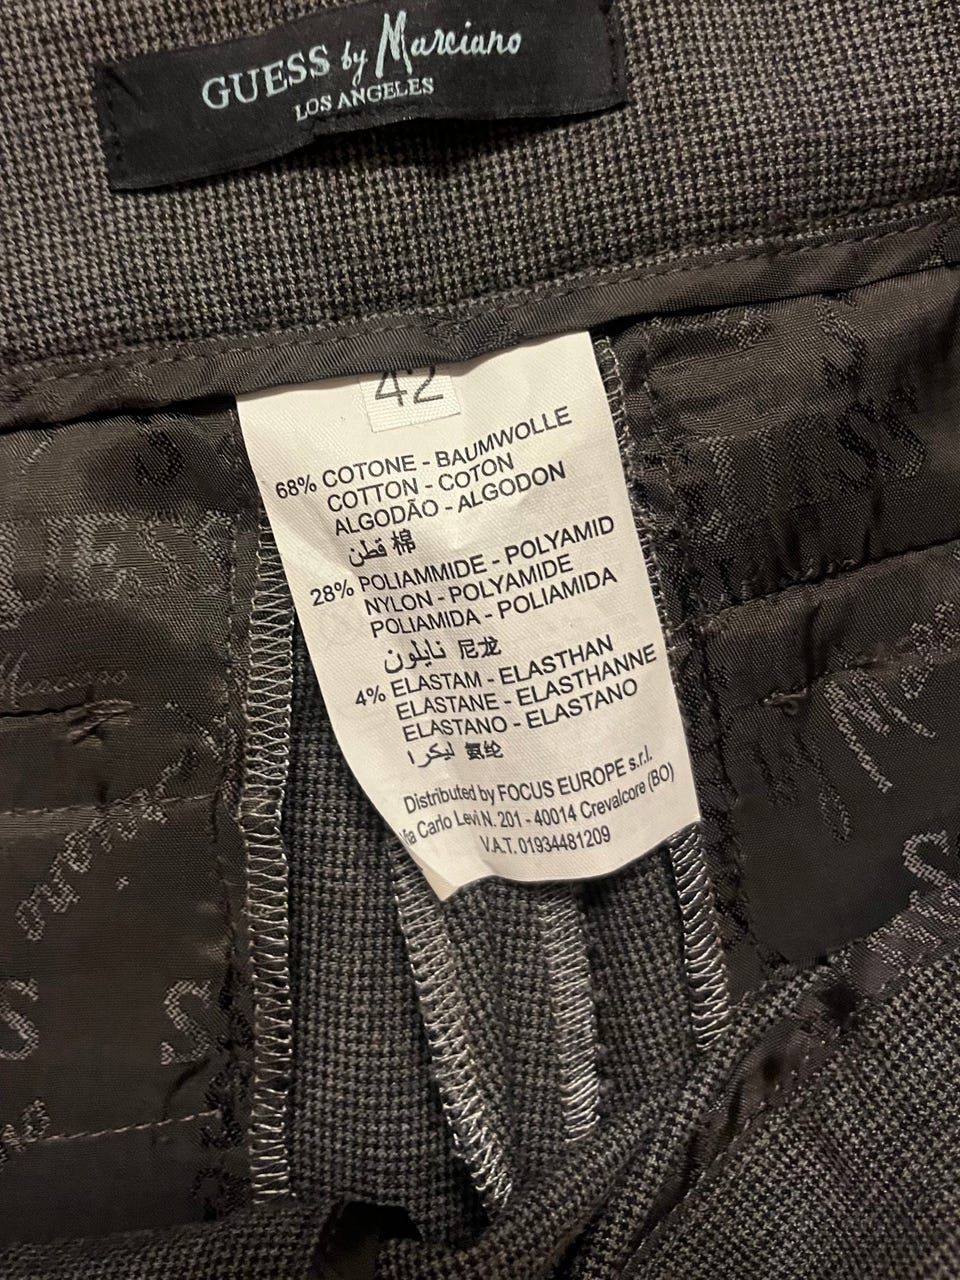 GUESS by Marciano
LOS ANGELES
42
68% COTONE - BAUMWOLLE
COTTON - COTON
ALGODÃO - ALGODON
قطن 棉
28% POLIAMMIDE - POLYAMID
NYLON - POLYAMIDE
POLIAMIDA - POLIAMIDA
نايلون 尼龙
4% ELASTAM - ELASTHAN
ELASTANE - ELASTHANNE
ELASTANO - ELASTANO
ليكرا 氨纶
Distributed by FOCUS EUROPE s.r.l.
Via Carlo Levi N. 201 - 40014 Crevalcore (BO)
V.A.T. 01934481209